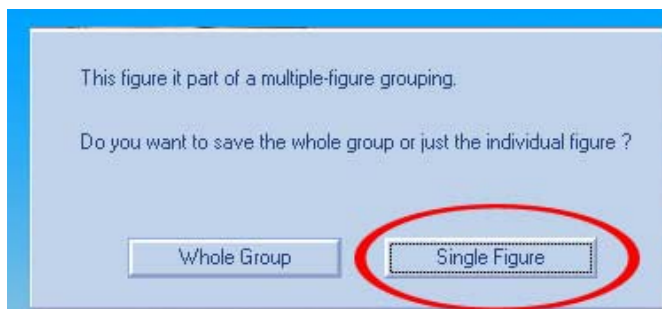 This figure it part of a multiple-figure grouping.
Do you want to save the whole group or just the individual figure ?
Whole Group
Single Figure